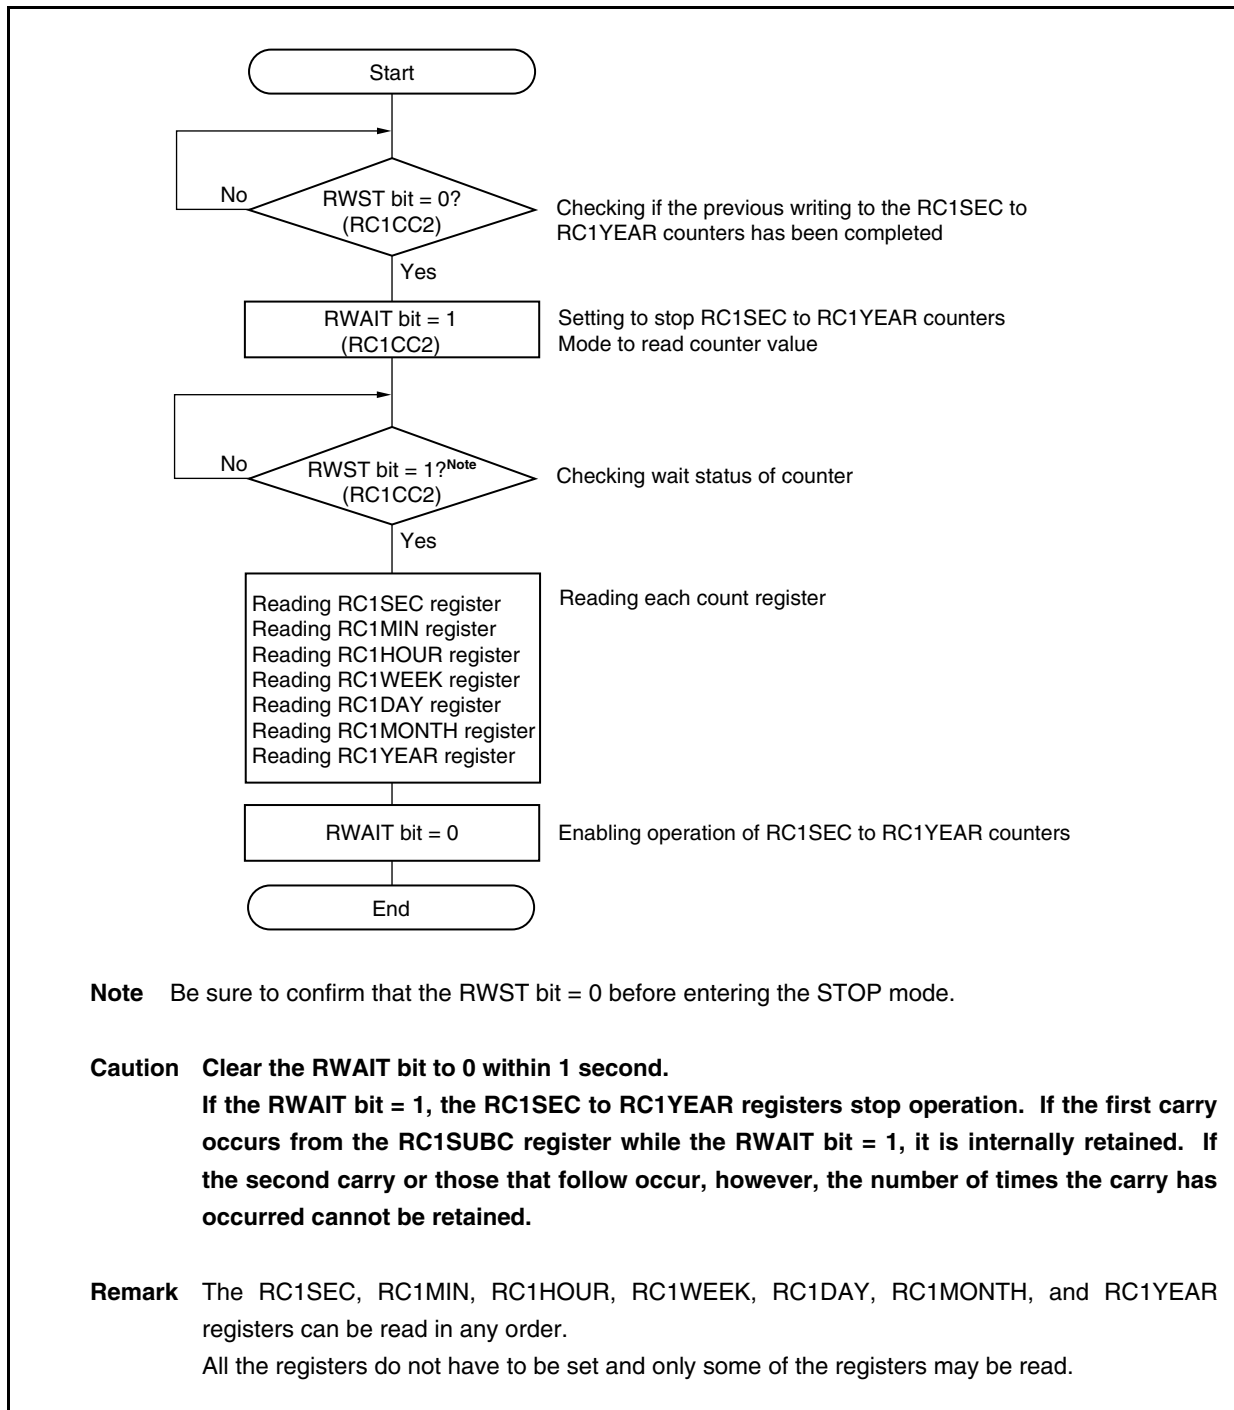 Start
No
RWST bit = 0?
(RC1CC2)
Checking if the previous writing to the RC1SEC to
RC1YEAR counters has been completed
Yes
RWAIT bit = 1
(RC1CC2)
Setting to stop RC1SEC to RC1YEAR counters
Mode to read counter value
No
RWST bit = 1?Note
(RC1CC2)
Checking wait status of counter
Yes
Reading RC1SEC register
Reading RC1MIN register
Reading RC1HOUR register
Reading RC1WEEK register
Reading RC1DAY register
Reading RC1MONTH register
Reading RC1YEAR register
Reading each count register
RWAIT bit = 0
Enabling operation of RC1SEC to RC1YEAR counters
End
Note Be sure to confirm that the RWST bit = 0 before entering the STOP mode.
Caution Clear the RWAIT bit to 0 within 1 second.
If the RWAIT bit = 1, the RC1SEC to RC1YEAR registers stop operation. If the first carry
occurs from the RC1SUBC register while the RWAIT bit = 1, it is internally retained. If
the second carry or those that follow occur, however, the number of times the carry has
occurred cannot be retained.
Remark The RC1SEC, RC1MIN, RC1HOUR, RC1WEEK, RC1DAY, RC1MONTH, and RC1YEAR
registers can be read in any order.
All the registers do not have to be set and only some of the registers may be read.